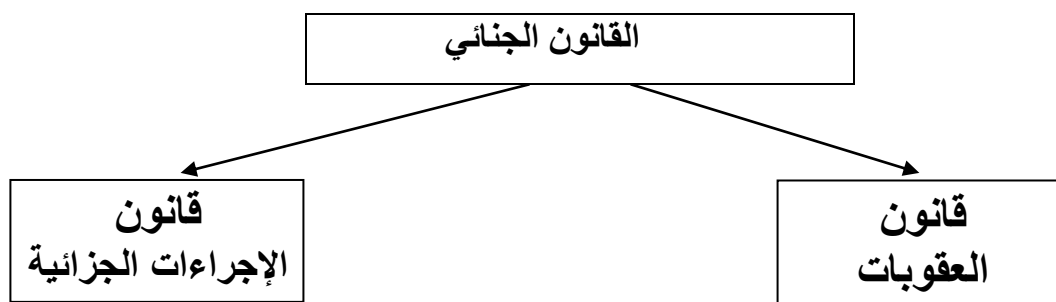 القانون الجنائي
قانون
العقوبات
قانون
الإجراءات الجزائية